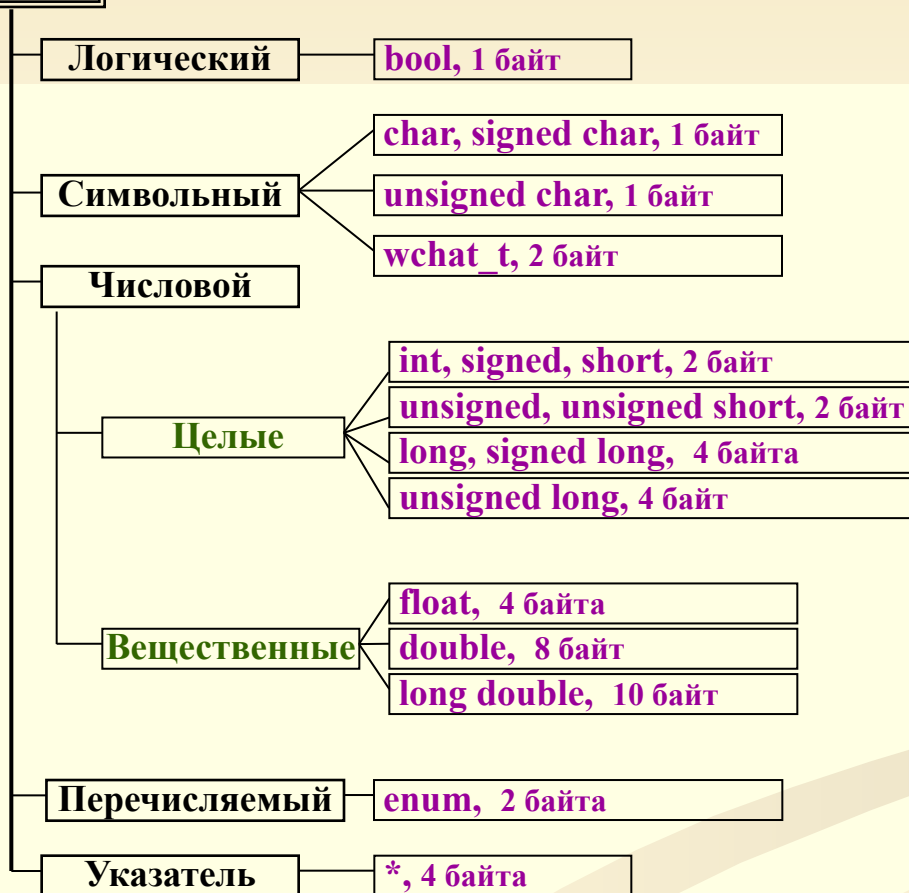 Логический
bool, 1 байт
Символьный
char, signed char, 1 байт
unsigned char, 1 байт
wchat_t, 2 байт
Числовой
Целые
int, signed, short, 2 байт
unsigned, unsigned short, 2 байт
long, signed long, 4 байта
unsigned long, 4 байт
Вещественные
float, 4 байта
double, 8 байт
long double, 10 байт
Перечисляемый
enum, 2 байта
Указатель
*, 4 байта